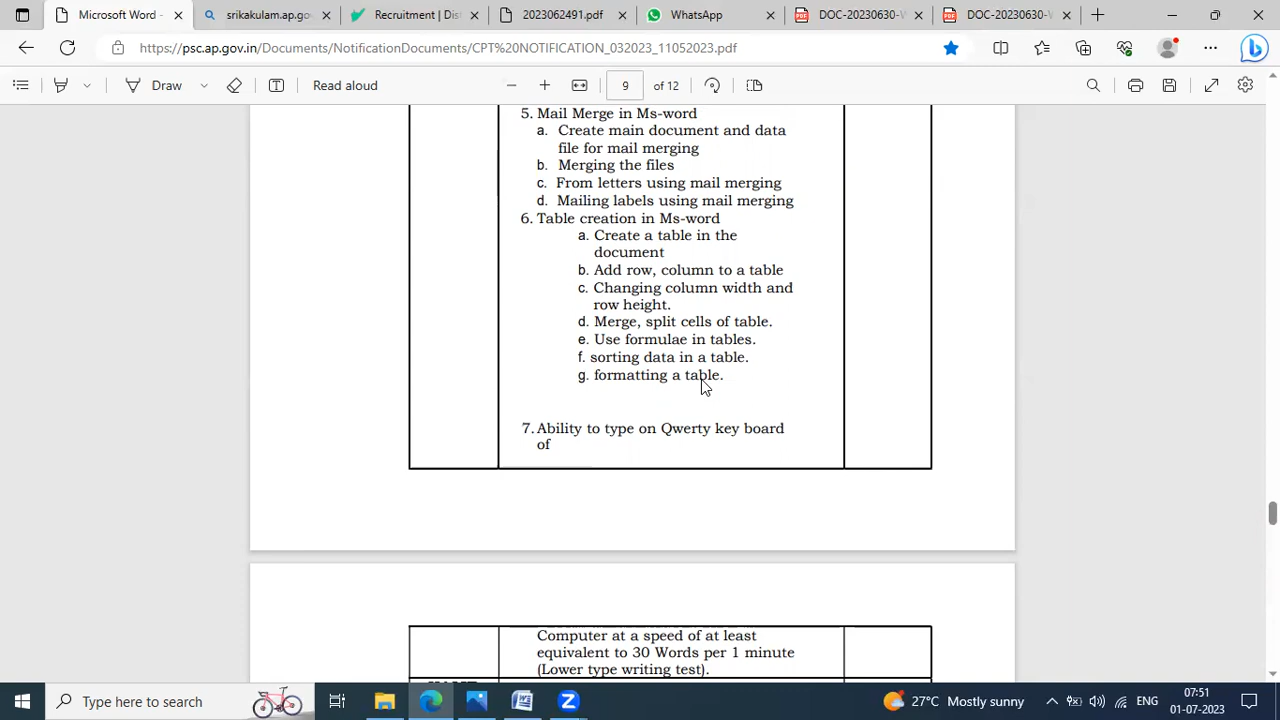 Microsoft Word -
srikakulam.ap.go
Recruitment | Dis
2023062491.pdf
WhatsApp
DOC-20230630-W
DOC-20230630-W
https://psc.ap.gov.in/Documents/NotificationDocuments/CPT%20NOTIFICATION_032023_11052023.pdf
Draw
Read aloud
9 of 12
5. Mail Merge in Ms-word
a. Create main document and data
file for mail merging
b. Merging the files
c. From letters using mail merging
d. Mailing labels using mail merging
6. Table creation in Ms-word
a. Create a table in the
document
b. Add row, column to a table
c. Changing column width and
row height.
d. Merge, split cells of table.
e. Use formulae in tables.
f. sorting data in a table.
g. formatting a table.
7. Ability to type on Qwerty key board
of
Computer at a speed of at least
equivalent to 30 Words per 1 minute
(Lower type writing test).
Type here to search
27°C Mostly sunny
ENG
07:51
01-07-2023